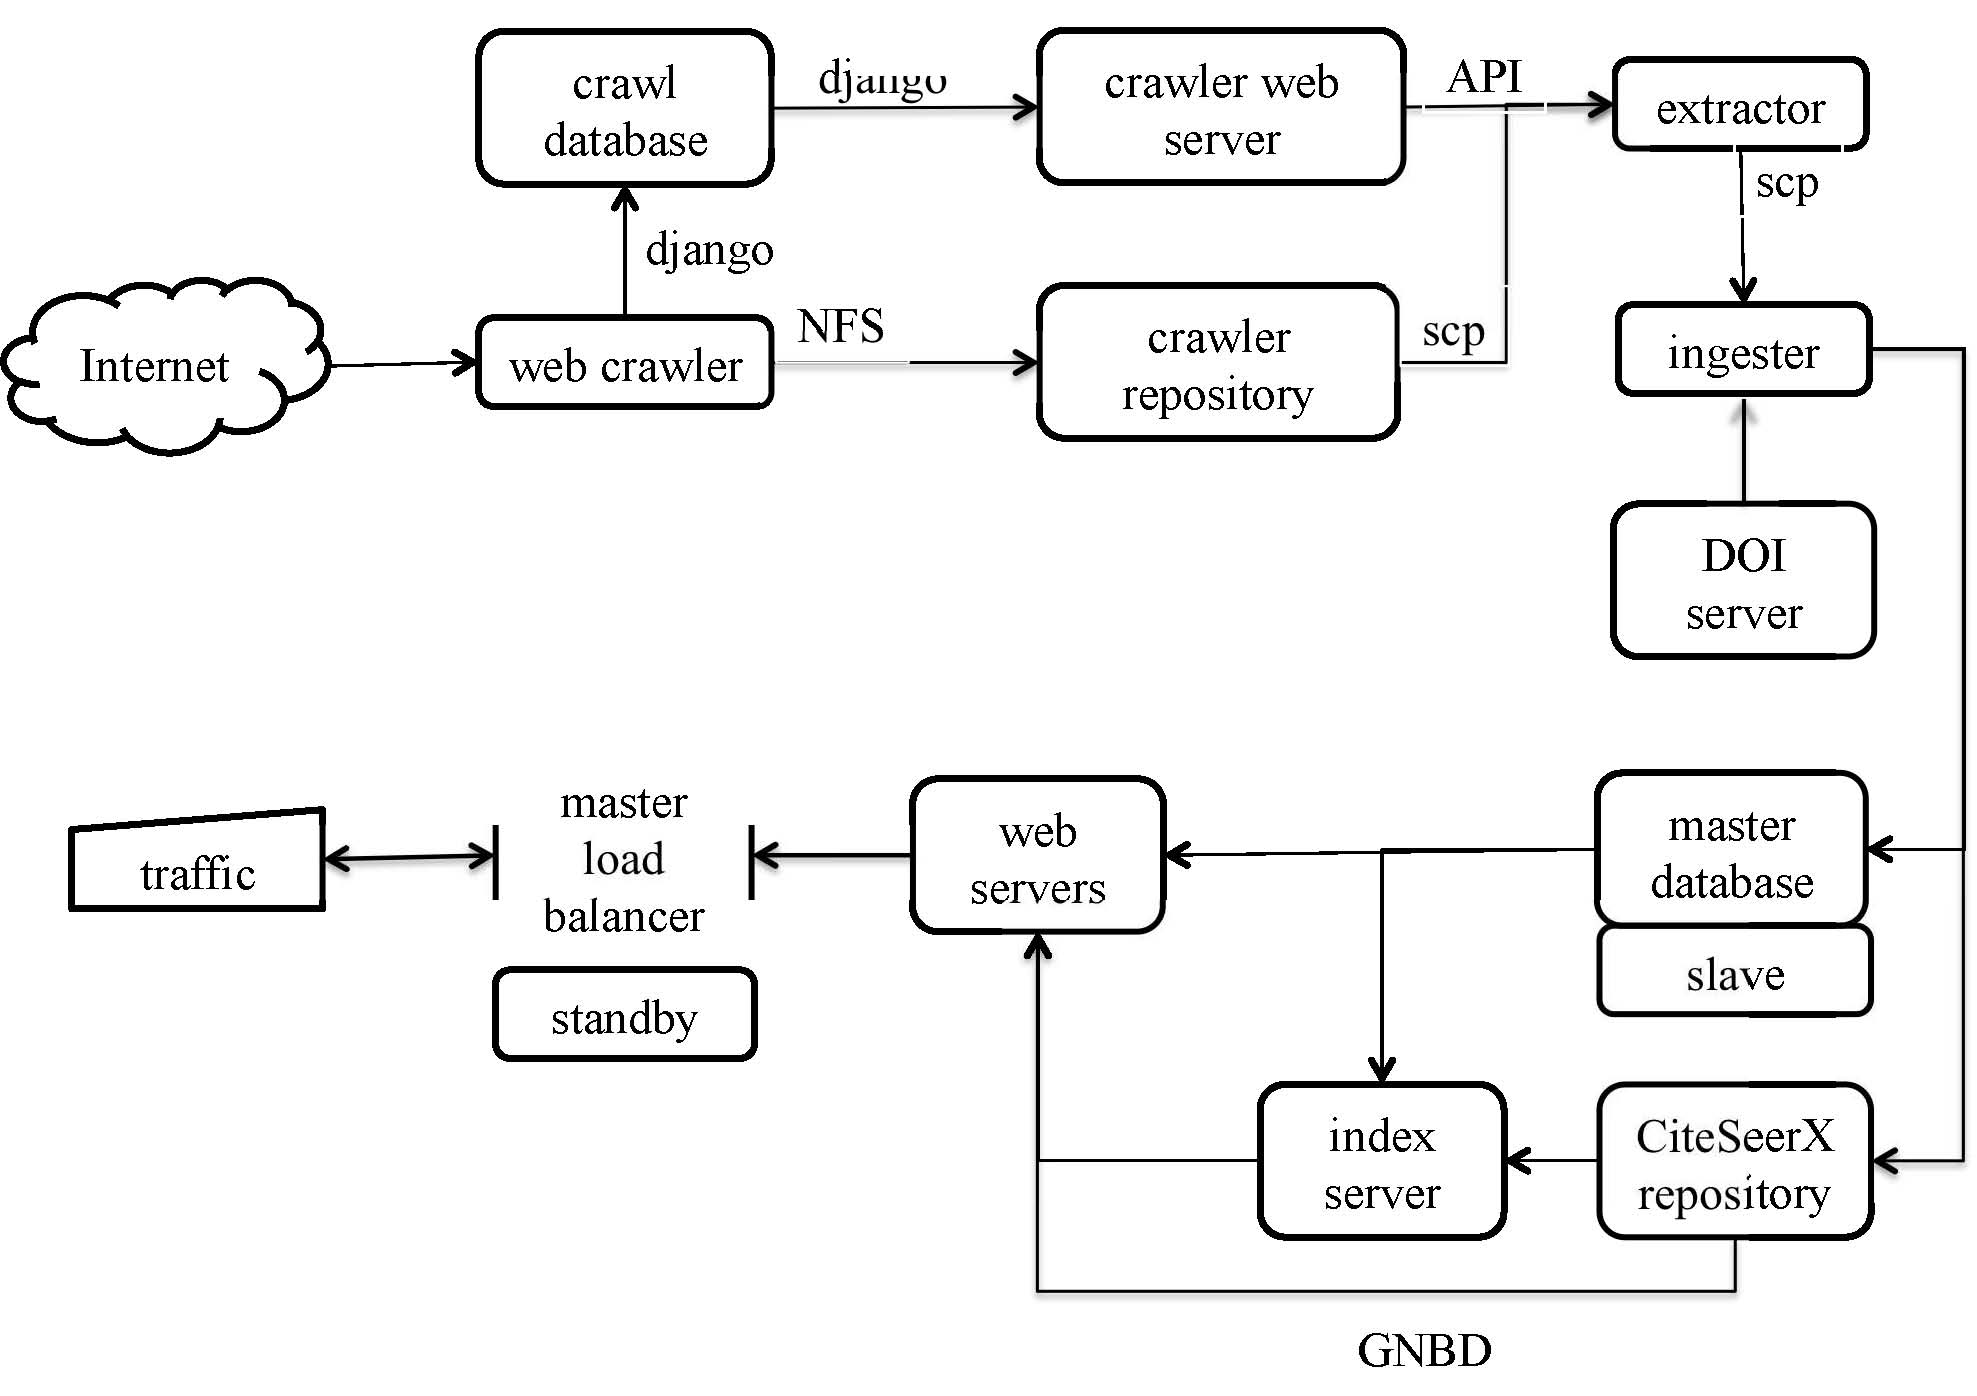 crawl
database
django
crawler web
server
API
extractor
scp
django
Internet
web crawler
NFS
crawler
repository
scp
ingester
DOI
server
traffic
master
load
balancer
standby
web
servers
master
database
slave
index
server
CiteSeerX
repository
GNBD